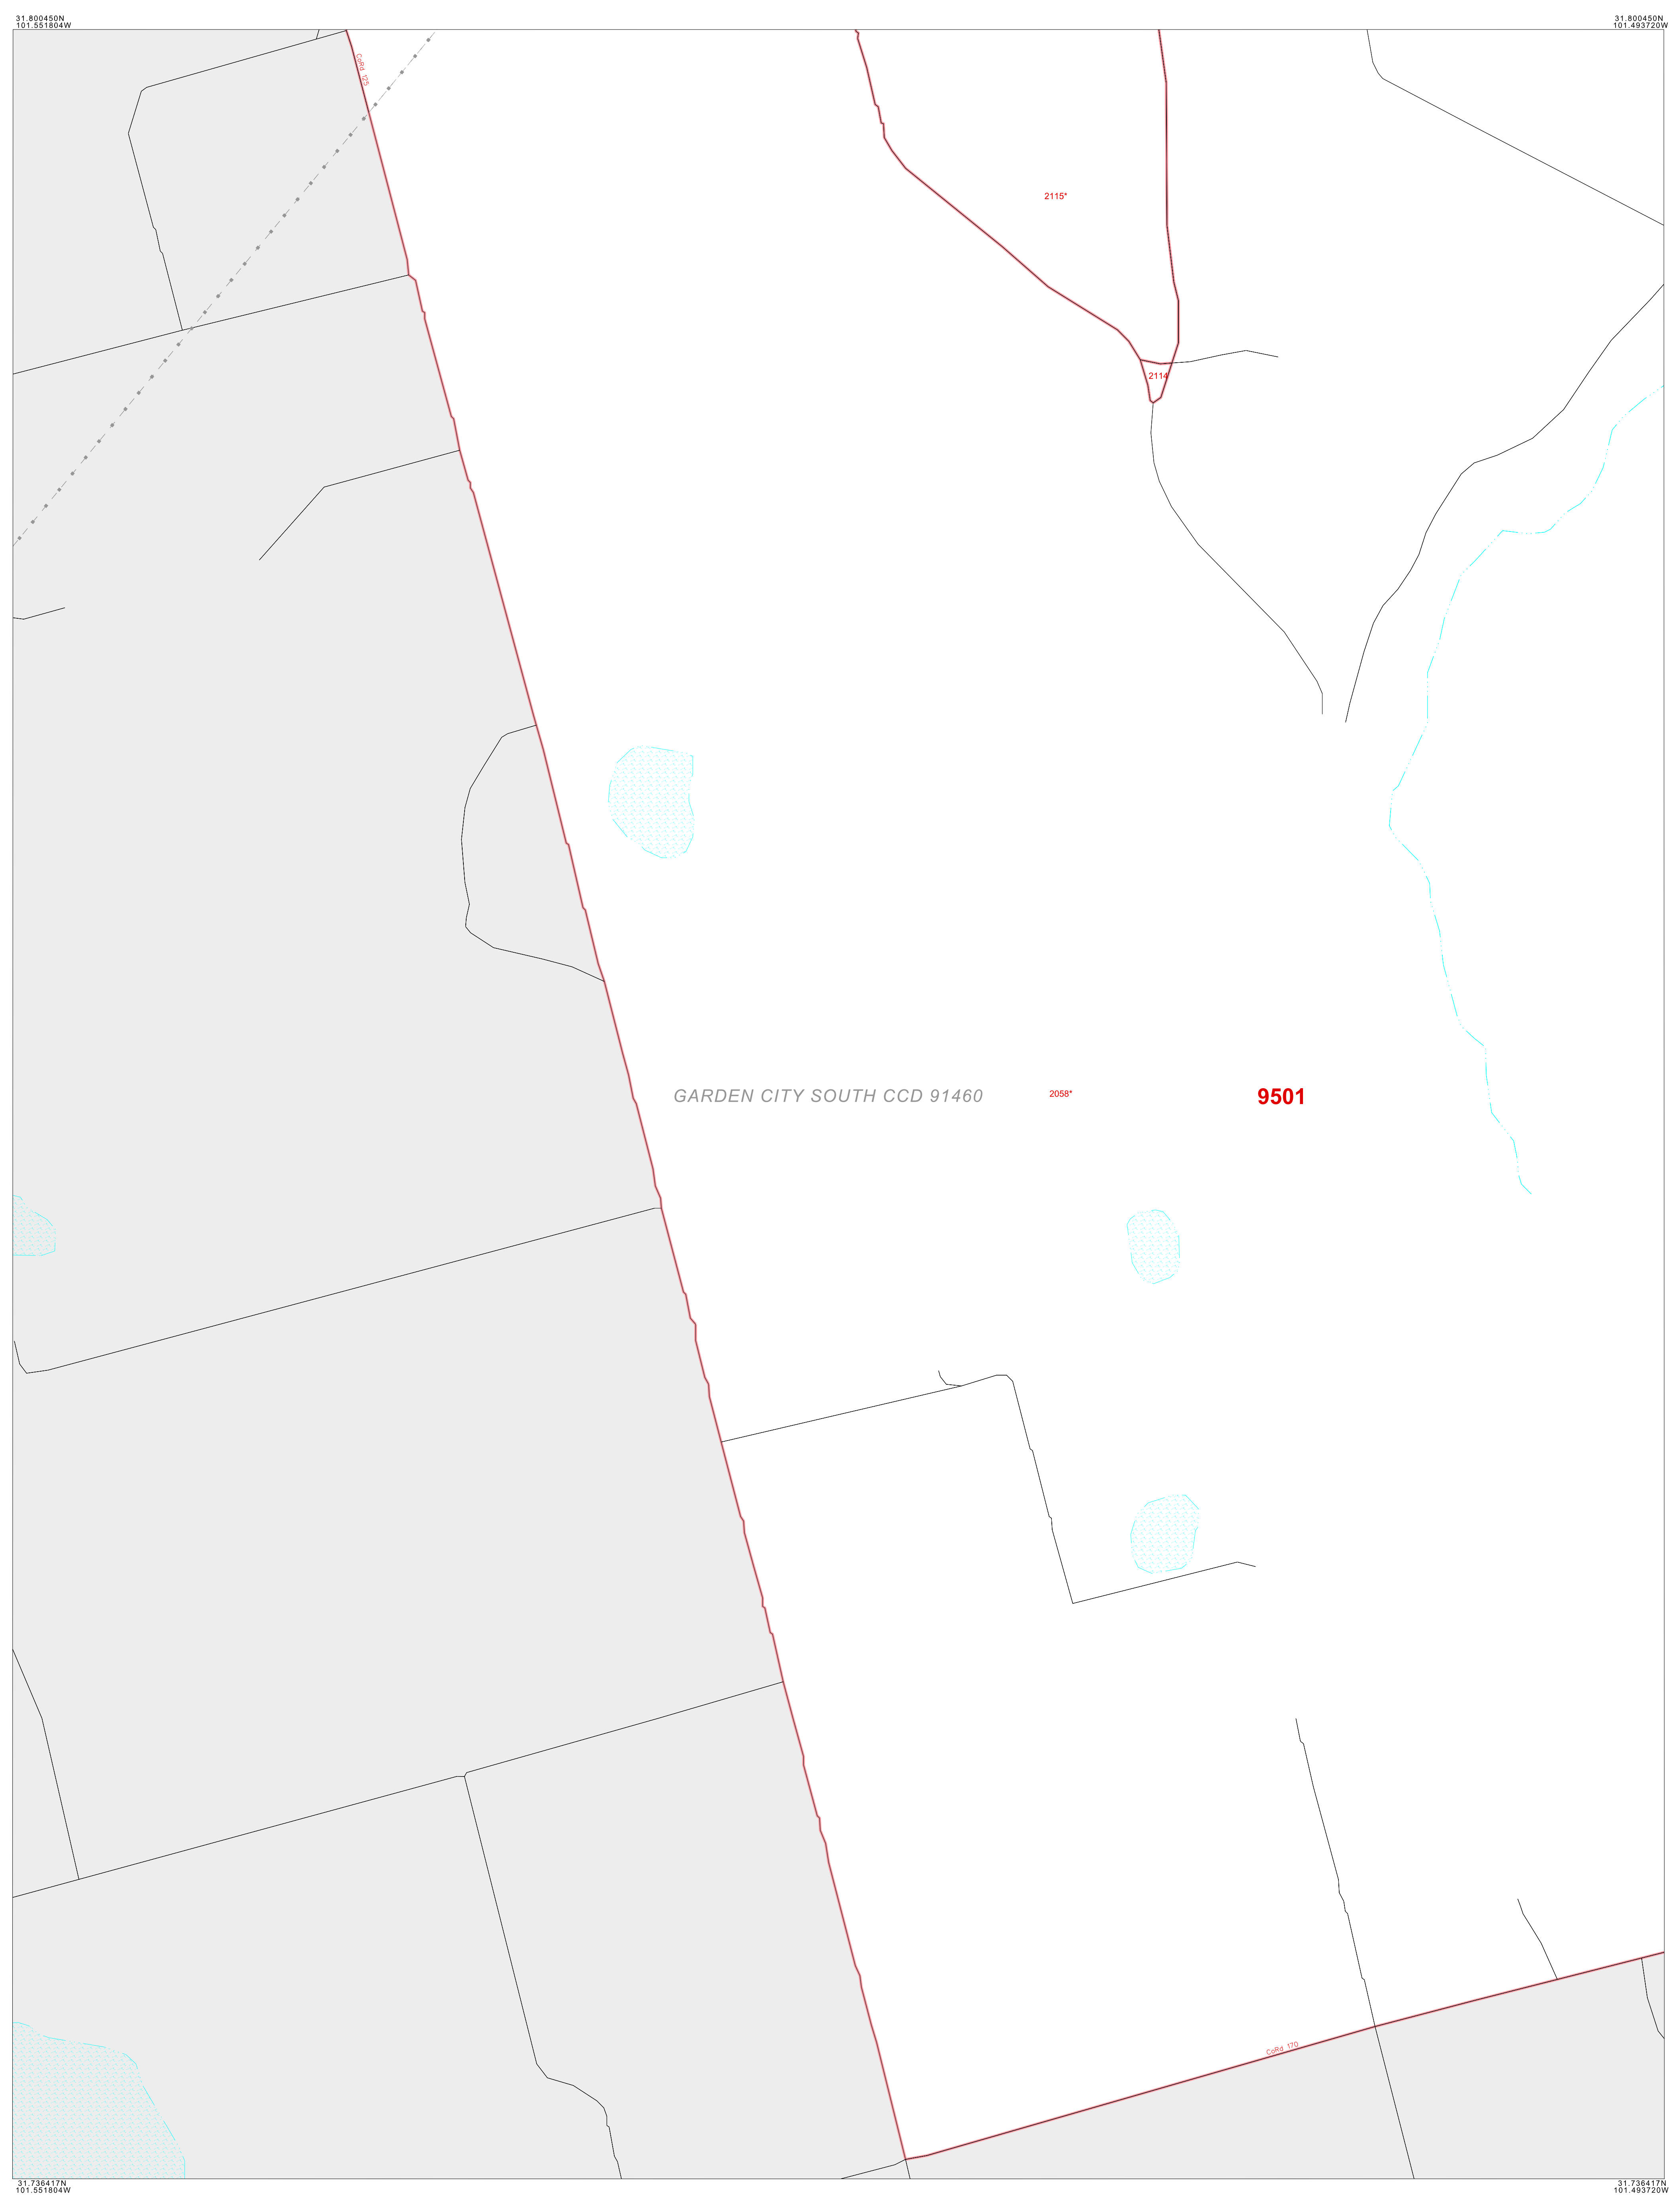 31.800450N
101.551804W
31.800450N
101.493720W
CoRd 125
2115*
2114
GARDEN CITY SOUTH CCD 91460
2058*
9501
CoRd 170
31.736417N
101.551804W
31.736417N
101.493720W